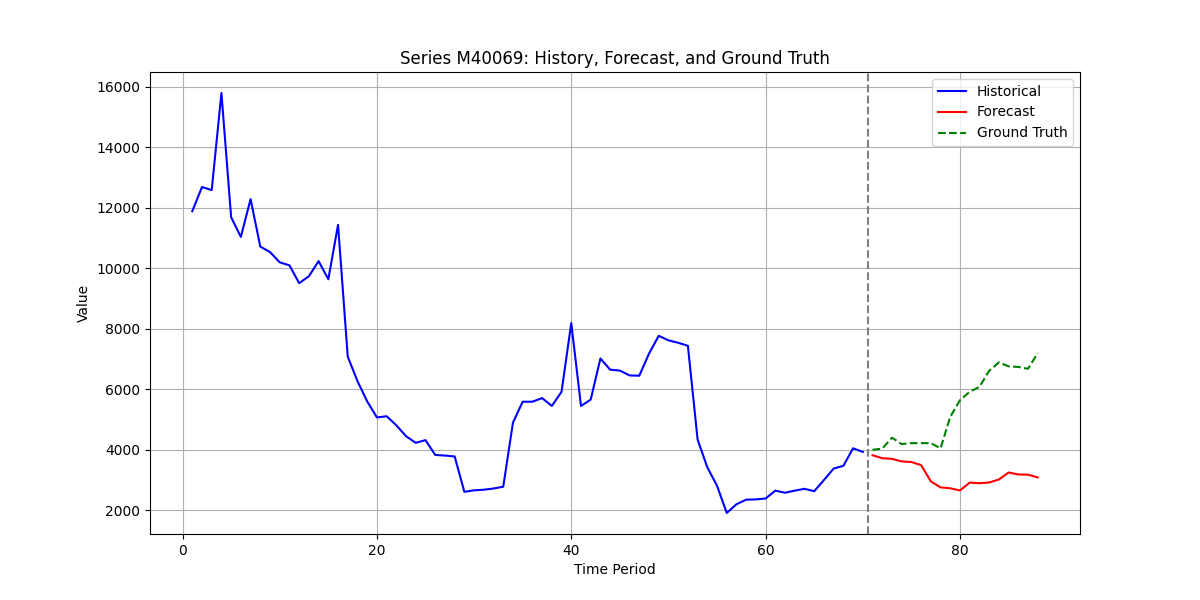 Series M40069: History, Forecast, and Ground Truth
Historical
Forecast
Ground Truth
Value
16000
14000
12000
10000
8000
6000
4000
2000
0
20
40
60
80
Time Period